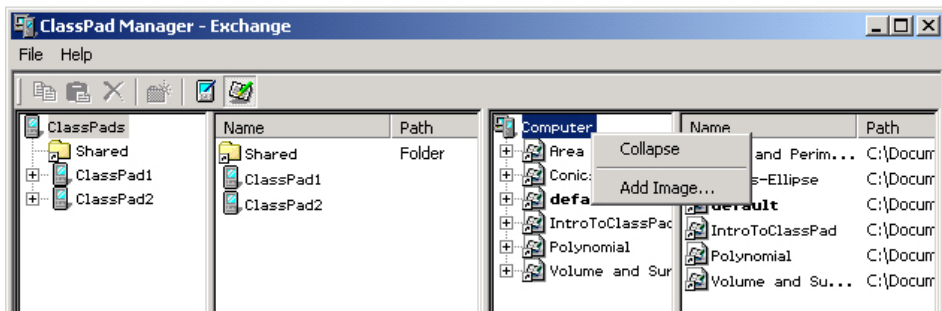 ClassPad Manager - Exchange
File Help
ClassPads
Shared
ClassPad1
ClassPad2
Name Path
Shared Folder
ClassPad1
ClassPad2
Computer
Area
Conic
defa
IntroToClassPad
Polynomial
Volume and Sur
Collapse
Add Image...
Name Path
and Perim... C:\Docum
s-Ellipse C:\Docum
default C:\Docum
IntroToClassPad C:\Docum
Polynomial C:\Docum
Volume and Su... C:\Docum